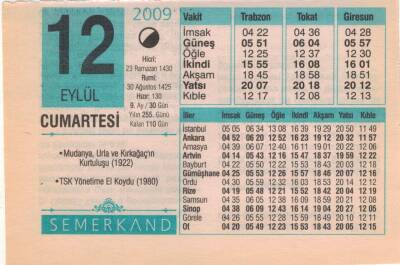 2009
12
EYLÜL
CUMARTESİ
Hicrî:
23 Ramazan 1430
Rumi:
30 Ağustos 1425
Hızır: 130
9. Ay / 30 Gün
Yılın 255. Günü
Kalan 110 Gün
•Mudanya, Urla ve Kırkağaç'ın
Kurtuluşu (1922)
•TSK Yönetime El Koydu (1980)
SEMERKAND
Vakit Trabzon Tokat Giresun
İmsak 04 22 04 36 04 28
Güneş 05 51 06 04 05 57
Öğle 12 25 12 37 12 30
İkindi 15 55 16 08 16 01
Akşam 18 45 18 58 18 51
Yatsı 20 07 20 18 20 12
Kıble 12 17 12 08 12 13
İller İmsak Güneş Öğle İkindi Akşam Yatsı Kıble
İstanbul 05 05 06 34 13 08 16 39 19 29 20 50 11 49
Ankara 04 52 06 20 12 52 16 23 19 12 20 32 11 57
Amasya 04 39 06 07 12 40 16 11 19 01 20 22 12 06
Artvin 04 13 05 43 12 16 15 47 18 37 19 59 12 22
Bayburt 04 22 05 50 12 22 15 53 18 43 20 03 12 18
Gümüşhane 04 25 05 53 12 26 15 57 18 46 20 07 12 16
Ordu 04 30 05 59 12 32 16 03 18 53 20 14 12 12
Rize 04 19 05 48 12 21 15 52 18 42 20 04 12 19
Samsun 04 35 06 05 12 38 16 09 18 59 20 21 12 08
Sinop 04 38 06 09 12 43 16 14 19 04 20 27 12 05
Görele 04 26 05 55 12 28 15 59 18 49 20 10 12 11
Of 04 20 05 49 12 23 15 53 18 43 20 05 12 15